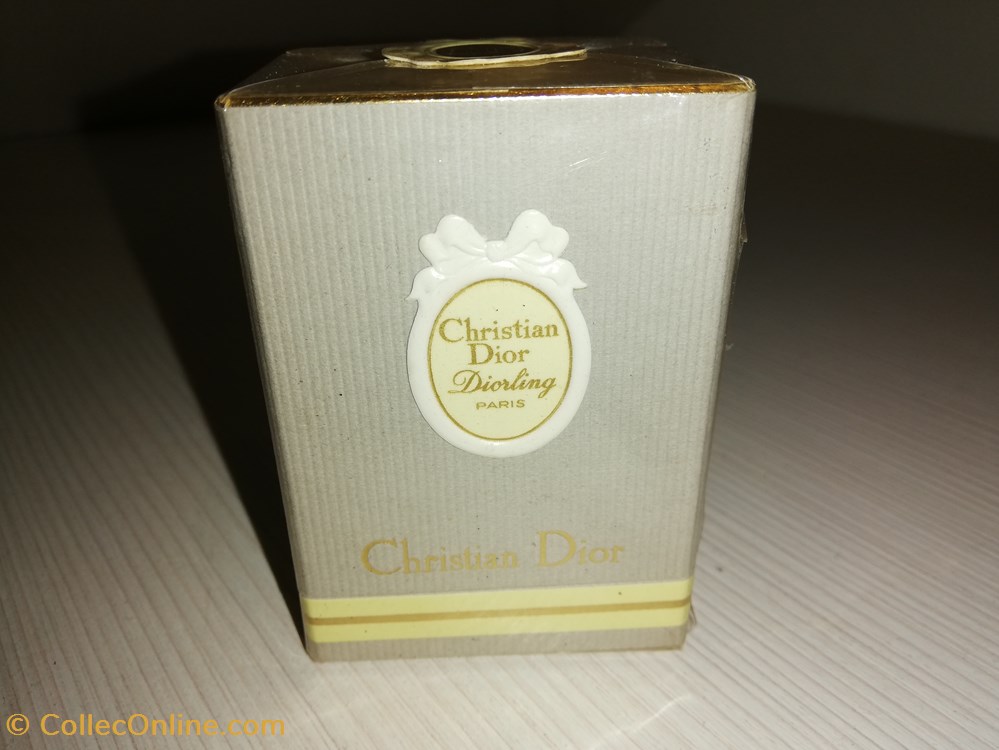 Christian
Dior
Diorling
PARIS
Christian Dior
© CollecOnline.com